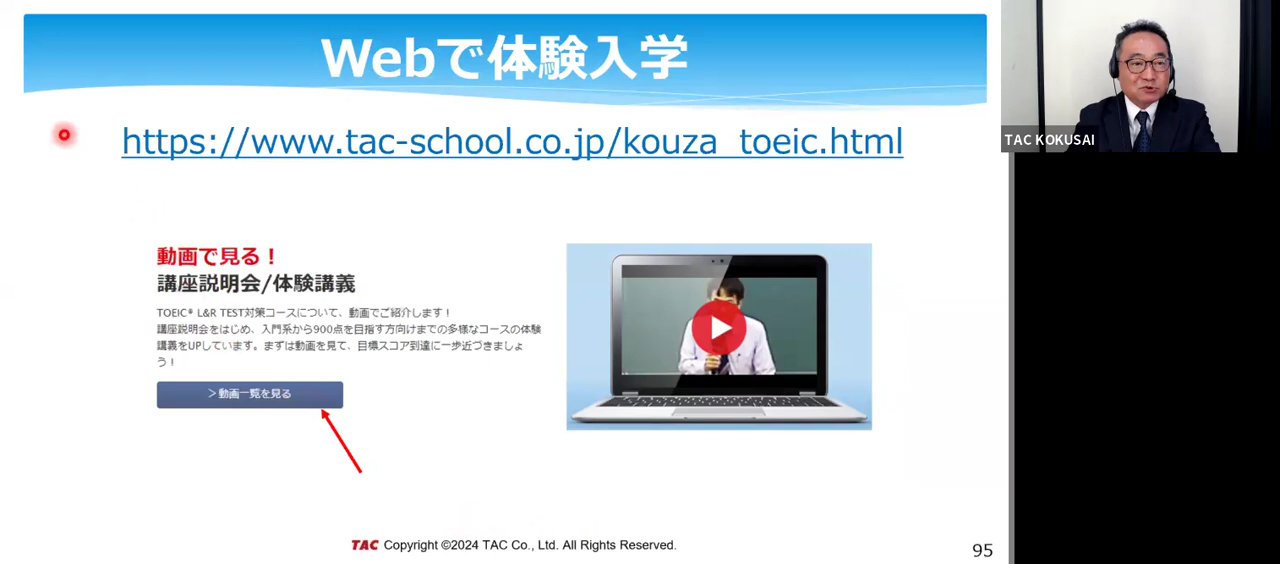 Webで体験入学
https://www.tac-school.co.jp/kouza_toeic.html
TAC KOKUSAI
動画で見る！
講座説明会/体験講義
TOEIC® L&R TEST対策コースについて、動画でご紹介します！
講座説明会をはじめ、入門系から900点を目指す方向けまでの多様なコースの体験
講義をUPしています。まずは動画を見て、目標スコア到達に一歩近づきましょ
う！
＞動画一覧を見る
TAC Copyright ©2024 TAC Co., Ltd. All Rights Reserved.
95